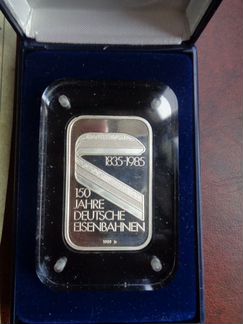 1835-1985
150
JAHRE
DEUTSCHE
EISENBAHNEN